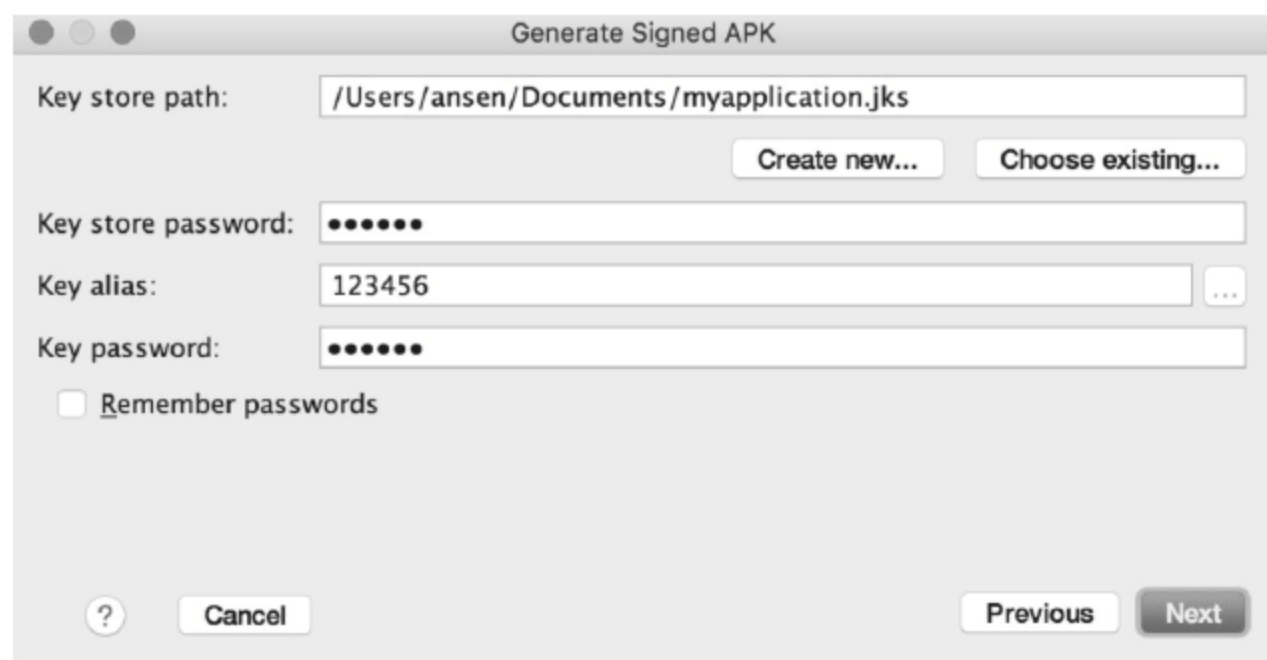 Generate Signed APK
Key store path: /Users/ansen/Documents/myapplication.jks
Create new... Choose existing...
Key store password: ••••••
Key alias: 123456 ...
Key password: ••••••
Remember passwords
? Cancel Previous Next